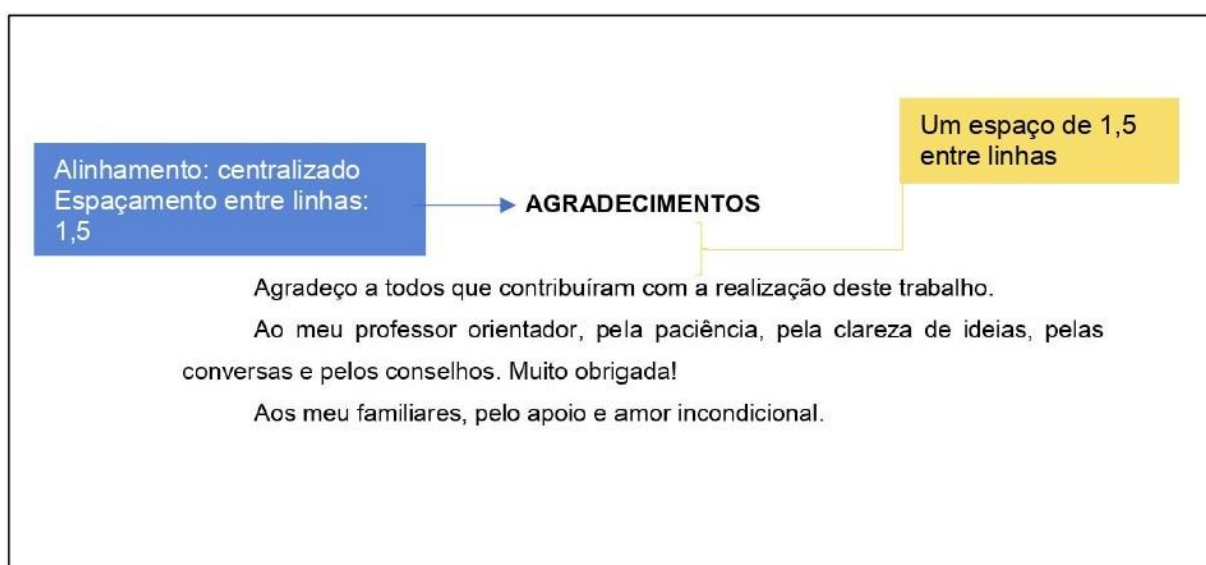 Um espaço de 1,5
entre linhas
Alinhamento: centralizado
Espaçamento entre linhas:
1,5
AGRADECIMENTOS
Agradeço a todos que contribuíram com a realização deste trabalho.
Ao meu professor orientador, pela paciência, pela clareza de ideias, pelas
conversas e pelos conselhos. Muito obrigada!
Aos meu familiares, pelo apoio e amor incondicional.